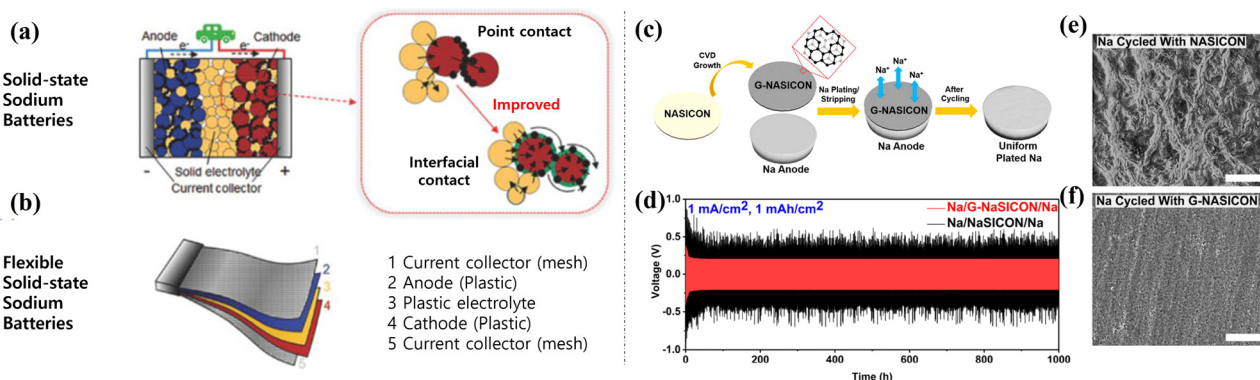 (a)
Solid-state
Sodium
Batteries
Anode
e-
Cathode
e-
Solid electrolyte
- Current collector +
Point contact
Improved
Interfacial
contact
(b)
Flexible
Solid-state
Sodium
Batteries
1
2
3
4
5
1 Current collector (mesh)
2 Anode (Plastic)
3 Plastic electrolyte
4 Cathode (Plastic)
5 Current collector (mesh)
(c)
NASICON
CVD
Growth
G-NASICON
Na Anode
Na Plating/
Stripping
Na⁺ Na⁺ Na⁺
G-NASICON
Na Anode
After
Cycling
Uniform
Plated Na
(d)
1 mA/cm², 1 mAh/cm²
Na/G-NaSICON/Na
Na/NaSICON/Na
Voltage (V)
1.0
0.5
0.0
-0.5
-1.0
0 200 400 600 800 1000
Time (h)
(e)
Na Cycled With NASICON
(f)
Na Cycled With G-NASICON